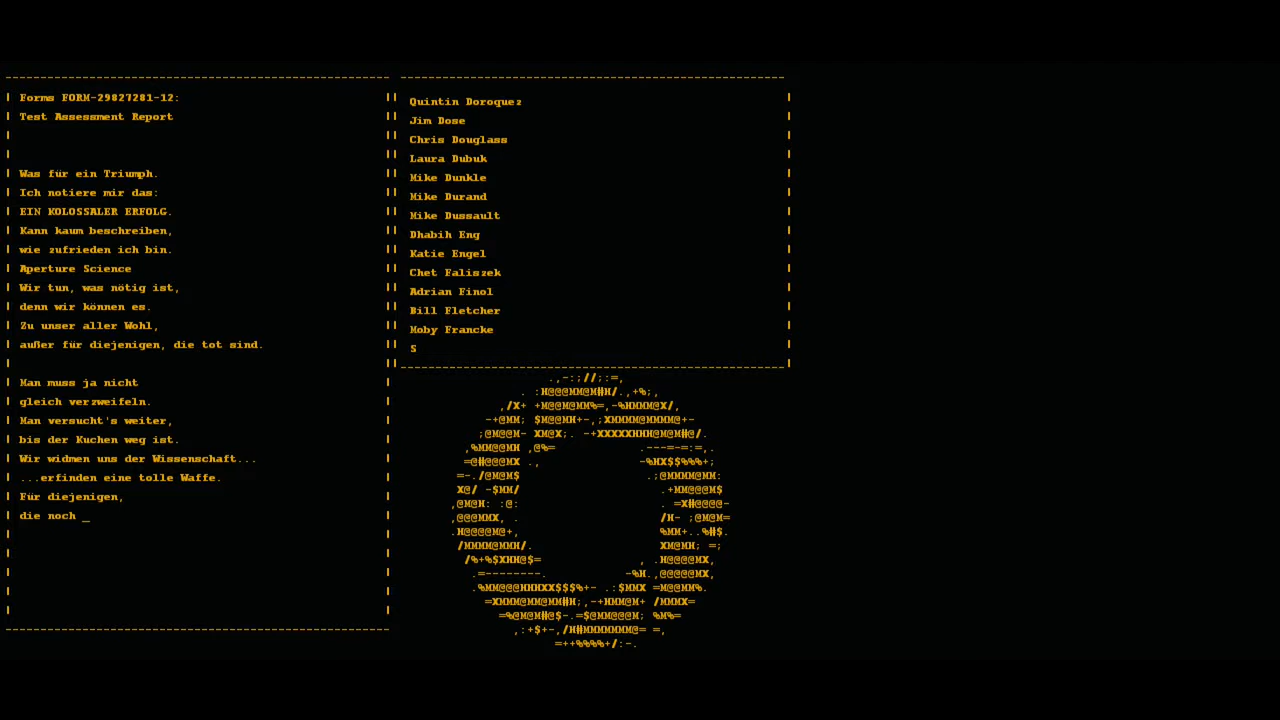 Forms FORM-29827281-12:
Test Assessment Report
Was für ein Triumph.
Ich notiere mir das:
EIN KOLOSSALER ERFOLG.
Kann kaum beschreiben,
wie zufrieden ich bin.
Aperture Science
Wir tun, was nötig ist,
denn wir können es.
Zu unser aller Wohl,
außer für diejenigen, die tot sind.
Man muss ja nicht
gleich verzweifeln.
Man versucht's weiter,
bis der Kuchen weg ist.
Wir widmen uns der Wissenschaft...
...erfinden eine tolle Waffe.
Für diejenigen,
die noch _
Quintin Doroquez
Jim Dose
Chris Douglass
Laura Dubuk
Mike Dunkle
Mike Durand
Mike Dussault
Dhabih Eng
Katie Engel
Chet Faliszek
Adrian Finol
Bill Fletcher
Moby Francke
S